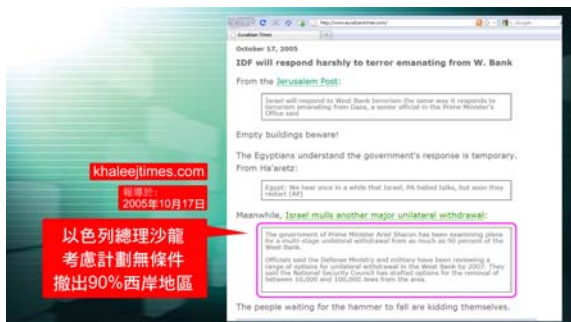 http://www.eurabiantimes.com/
Google
Eurabian Times
October 17, 2005
IDF will respond harshly to terror emanating from W. Bank
From the Jerusalem Post:
Israel will respond to West Bank terrorism the same way it responds to
terrorism emanating from Gaza, a senior official in the Prime Minister's
Office said
Empty buildings beware!
The Egyptians understand the government's response is temporary.
From Ha'aretz:
Egypt: We hear once in a while that Israel, PA halted talks, but soon they
restart (AP)
Meanwhile, Israel mulls another major unilateral withdrawal:
The government of Prime Minister Ariel Sharon has been examining plans
for a multi-stage unilateral withdrawal from as much as 90 percent of the
West Bank.
Officials said the Defense Ministry and military have been reviewing a
range of options for unilateral withdrawal in the West Bank by 2007. They
said the National Security Council has drafted options for the removal of
between 10,000 and 100,000 Jews from the area.
The people waiting for the hammer to fall are kidding themselves.
khaleejtimes.com
報導於:
2005年10月17日
以色列總理沙龍
考慮計劃無條件
撤出90%西岸地區